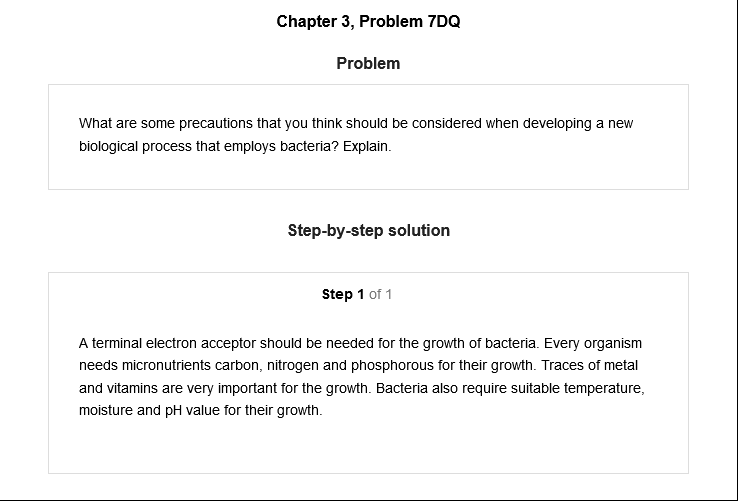 Chapter 3, Problem 7DQ
Problem
What are some precautions that you think should be considered when developing a new
biological process that employs bacteria? Explain.
Step-by-step solution
Step 1 of 1
A terminal electron acceptor should be needed for the growth of bacteria. Every organism
needs micronutrients carbon, nitrogen and phosphorous for their growth. Traces of metal
and vitamins are very important for the growth. Bacteria also require suitable temperature,
moisture and pH value for their growth.